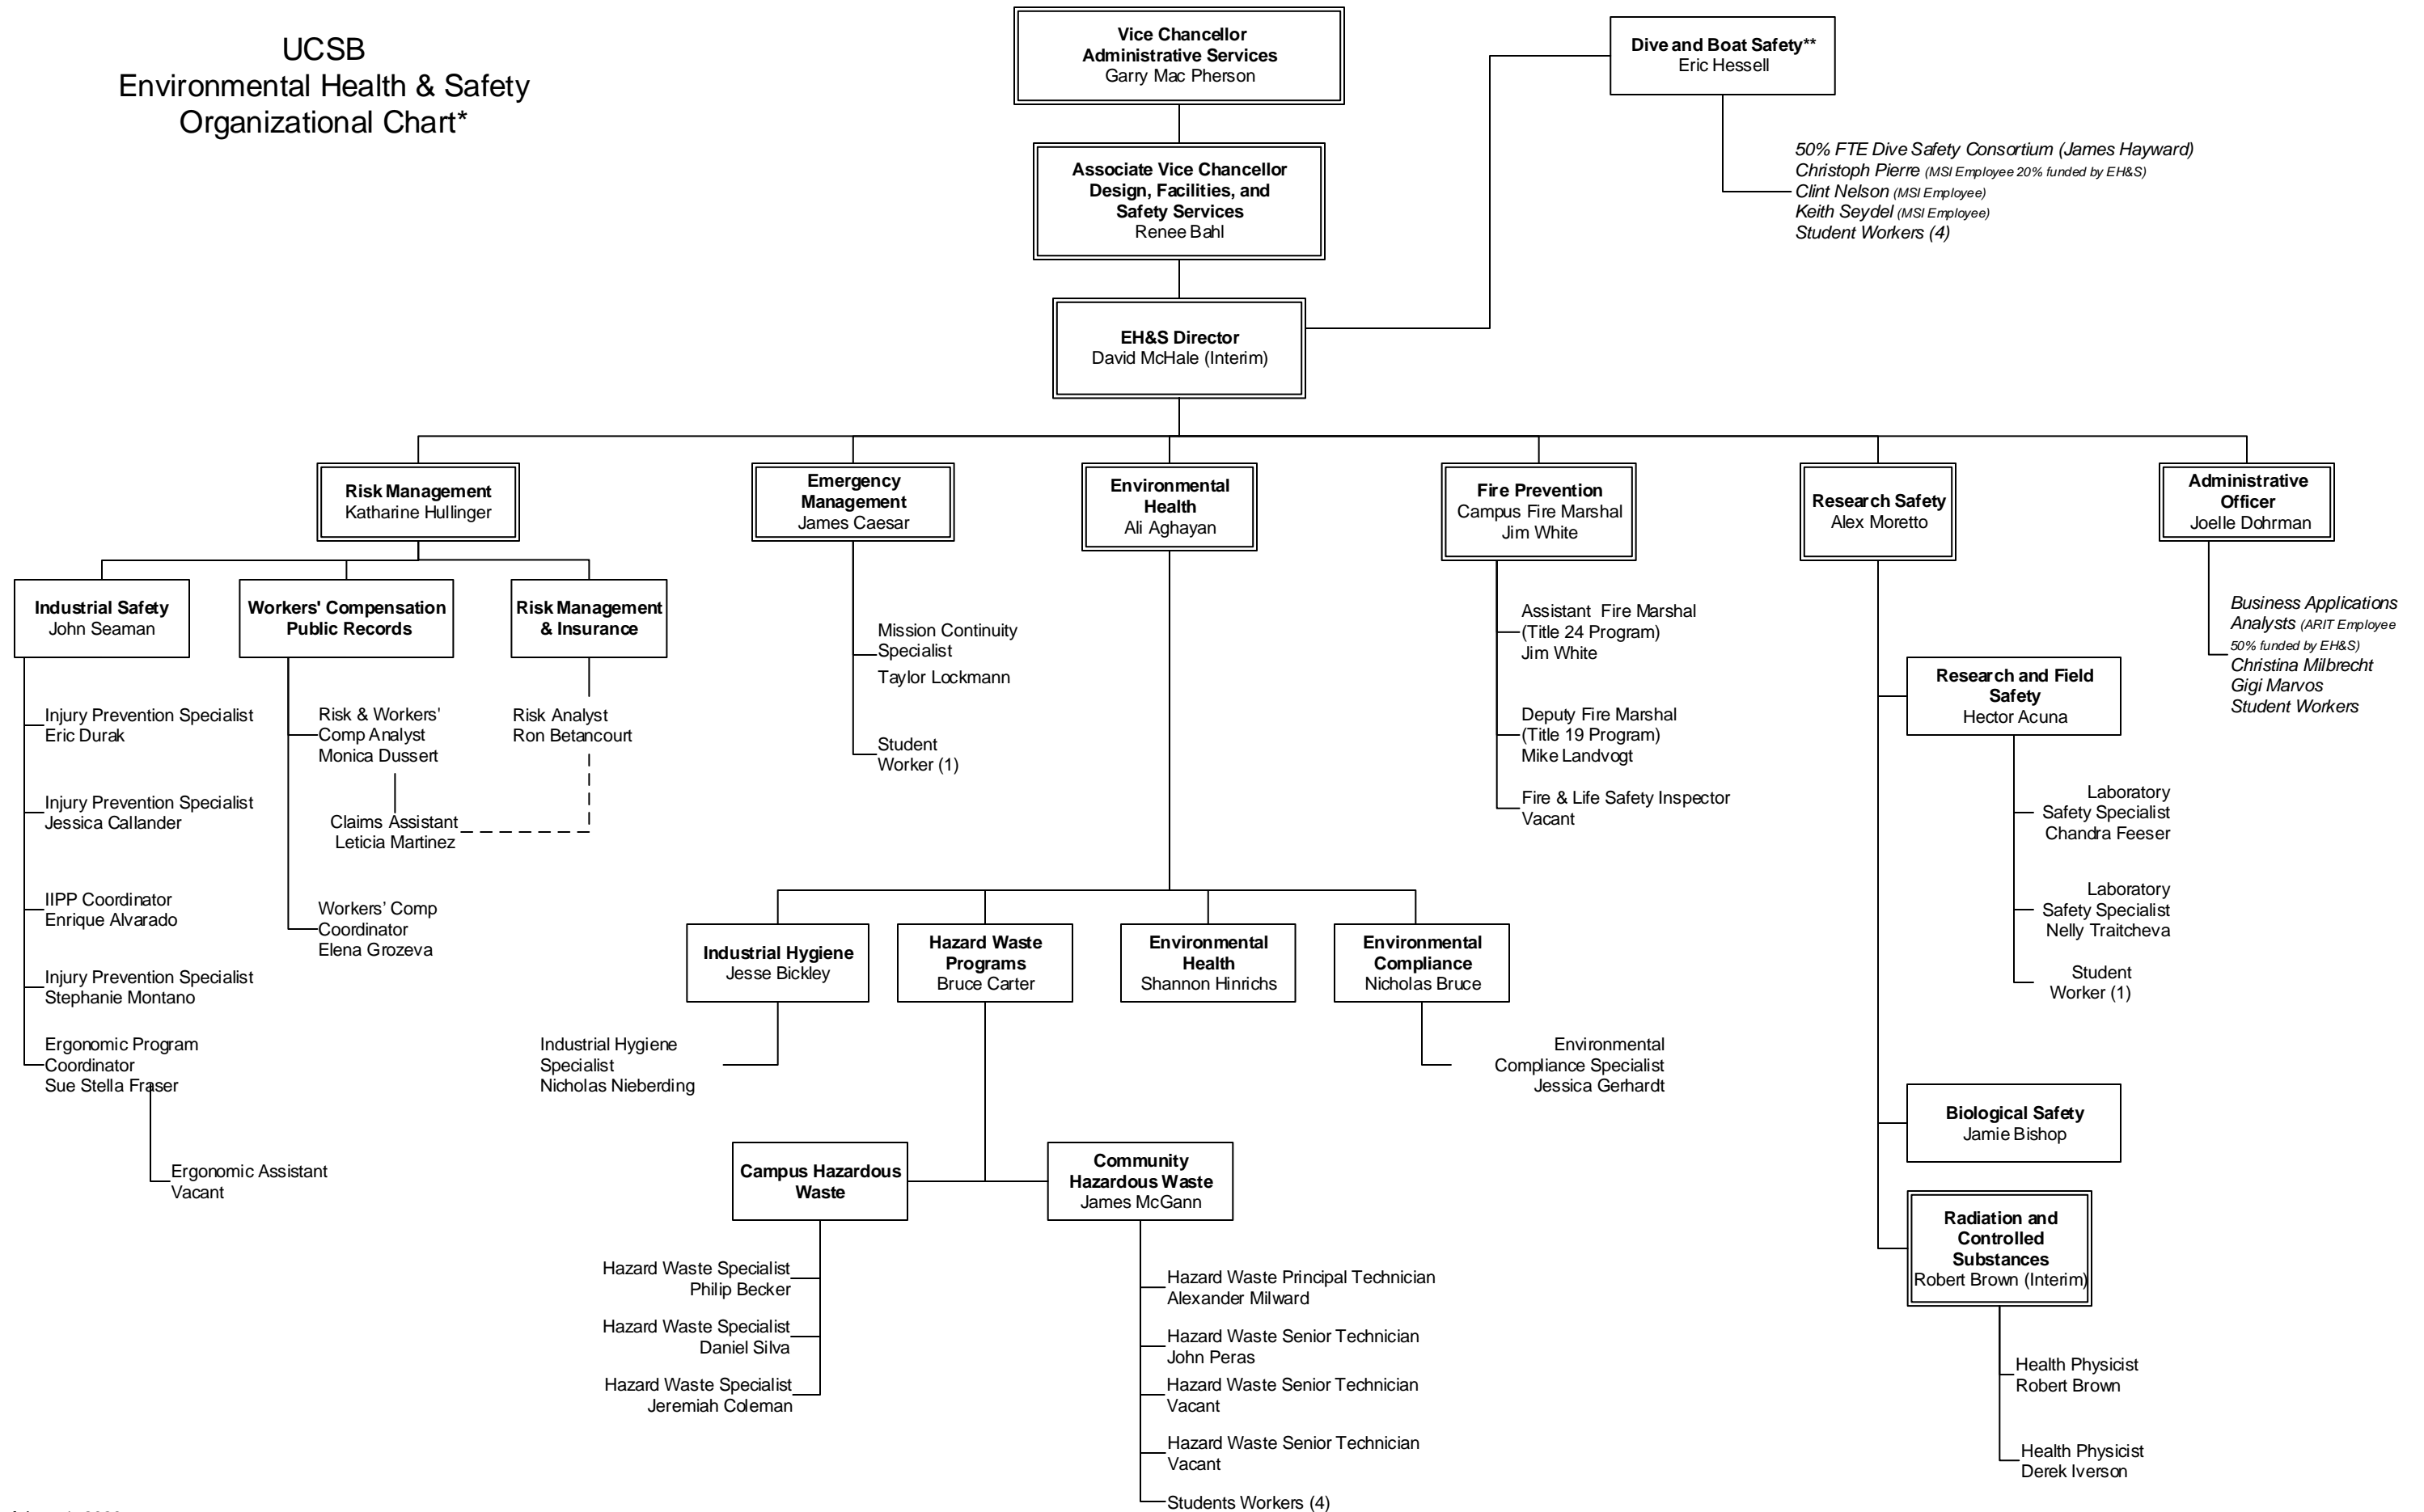 UCSB
Environmental Health & Safety
Organizational Chart*
Vice Chancellor
Administrative Services
Garry Mac Pherson
Dive and Boat Safety**
Eric Hessell
50% FTE Dive Safety Consortium (James Hayward)
Christoph Pierre (MSI Employee 20% funded by EH&S)
Clint Nelson (MSI Employee)
Keith Seydel (MSI Employee)
Student Workers (4)
Associate Vice Chancellor
Design, Facilities, and
Safety Services
Renee Bahl
EH&S Director
David McHale (Interim)
Risk Management
Katharine Hullinger
Emergency
Management
James Caesar
Environmental
Health
Ali Aghayan
Fire Prevention
Campus Fire Marshal
Jim White
Research Safety
Alex Moretto
Administrative
Officer
Joelle Dohrman
Industrial Safety
John Seaman
Workers' Compensation
Public Records
Risk Management
& Insurance
Injury Prevention Specialist
Eric Durak
Injury Prevention Specialist
Jessica Callander
IIPP Coordinator
Enrique Alvarado
Injury Prevention Specialist
Stephanie Montano
Ergonomic Program
Coordinator
Sue Stella Fraser
Ergonomic Assistant
Vacant
Risk & Workers'
Comp Analyst
Monica Dussert
Claims Assistant
Leticia Martinez
Workers’ Comp
Coordinator
Elena Grozeva
Risk Analyst
Ron Betancourt
Mission Continuity
Specialist
Taylor Lockmann
Student
Worker (1)
Assistant Fire Marshal
(Title 24 Program)
Jim White
Deputy Fire Marshal
(Title 19 Program)
Mike Landvogt
Fire & Life Safety Inspector
Vacant
Business Applications
Analysts (ARIT Employee
50% funded by EH&S)
Christina Milbrecht
Gigi Marvos
Student Workers
Research and Field
Safety
Hector Acuna
Laboratory
Safety Specialist
Chandra Feeser
Laboratory
Safety Specialist
Nelly Traitcheva
Student
Worker (1)
Industrial Hygiene
Jesse Bickley
Hazard Waste
Programs
Bruce Carter
Environmental
Health
Shannon Hinrichs
Environmental
Compliance
Nicholas Bruce
Industrial Hygiene
Specialist
Nicholas Nieberding
Environmental
Compliance Specialist
Jessica Gerhardt
Campus Hazardous
Waste
Community
Hazardous Waste
James McGann
Hazard Waste Specialist
Philip Becker
Hazard Waste Specialist
Daniel Silva
Hazard Waste Specialist
Jeremiah Coleman
Hazard Waste Principal Technician
Alexander Milward
Hazard Waste Senior Technician
John Peras
Hazard Waste Senior Technician
Vacant
Hazard Waste Senior Technician
Vacant
Students Workers (4)
Biological Safety
Jamie Bishop
Radiation and
Controlled
Substances
Robert Brown (Interim)
Health Physicist
Robert Brown
Health Physicist
Derek Iverson